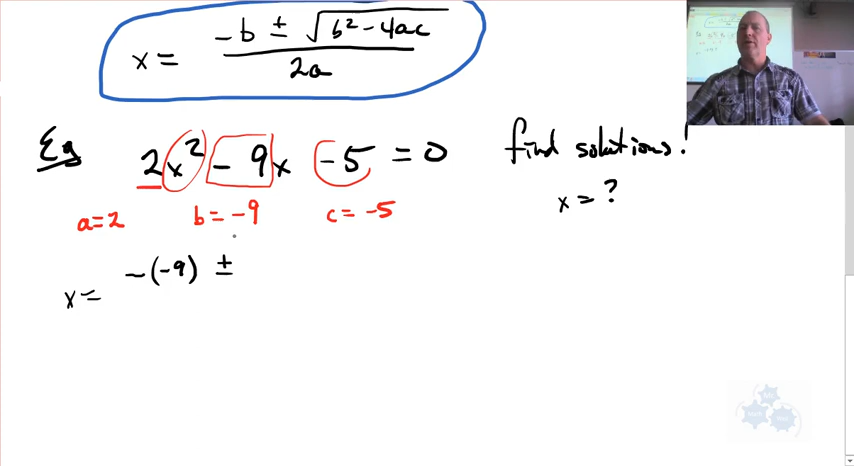 x = (-b ± √(b² - 4ac)) / 2a
Eg 2x² - 9x - 5 = 0 find solutions!
x = ?
a=2 b = -9 c = -5
x = -(-9) ±